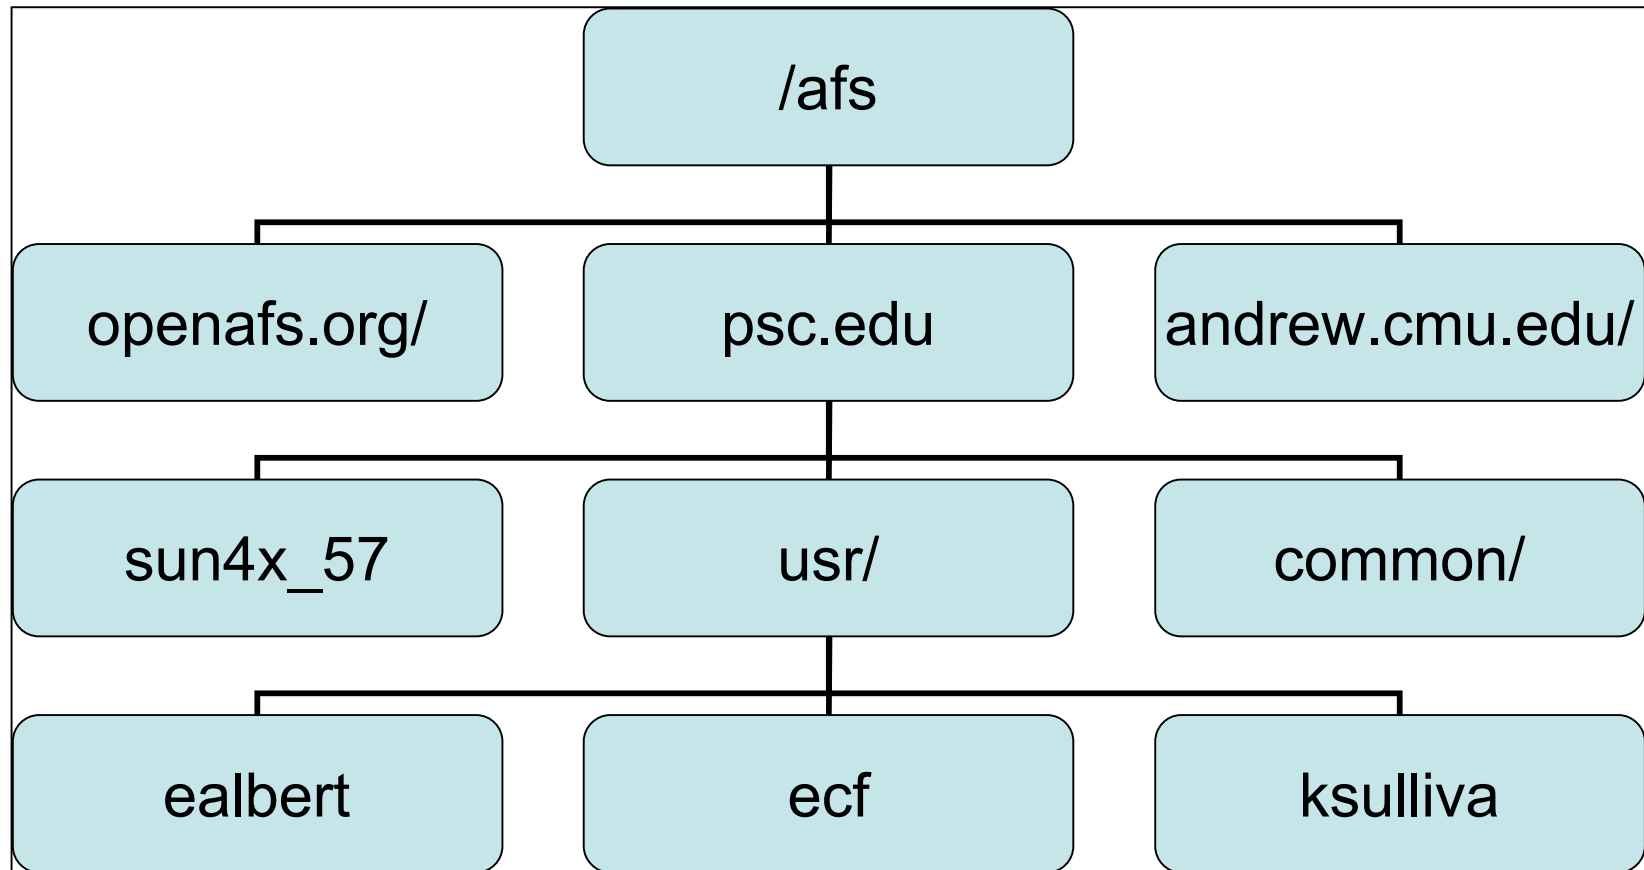 /afs
openafs.org/
psc.edu
andrew.cmu.edu/
sun4x_57
usr/
common/
ealbert
ecf
ksulliva